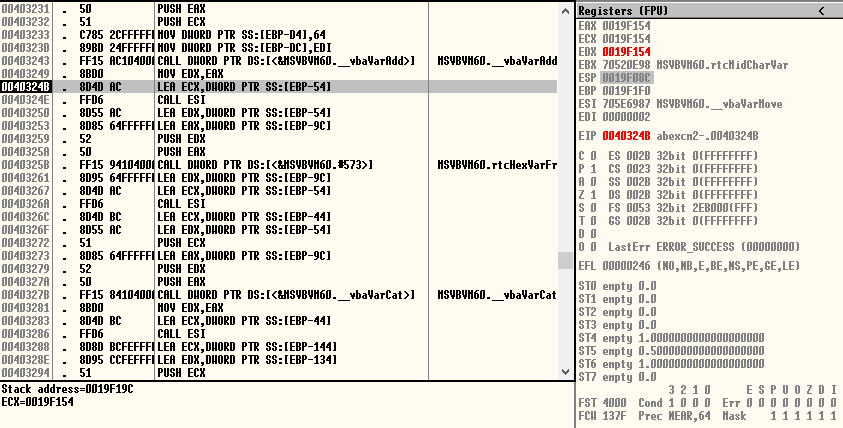 00403231 . 50 PUSH EAX
00403232 . 51 PUSH ECX
00403233 . C785 2CFFFFFF MOV DWORD PTR SS:[EBP-D4],64
0040323D . 89BD 24FFFFFF MOV DWORD PTR SS:[EBP-DC],EDI
00403243 . FF15 AC104000 CALL DWORD PTR DS:[<&MSVBVM60.__vbaVarAdd>] MSVBVM60.__vbaVarAdd
00403249 . 8BD0 MOV EDX,EAX
0040324B . 8D4D AC LEA ECX,DWORD PTR SS:[EBP-54]
0040324E . FFD6 CALL ESI
00403250 . 8D55 AC LEA EDX,DWORD PTR SS:[EBP-54]
00403253 . 8D85 64FFFFFF LEA EAX,DWORD PTR SS:[EBP-9C]
00403259 . 52 PUSH EDX
0040325A . 50 PUSH EAX
0040325B . FF15 94104000 CALL DWORD PTR DS:[<&MSVBVM60.#573>] MSVBVM60.rtcHexVarFr
00403261 . 8D95 64FFFFFF LEA EDX,DWORD PTR SS:[EBP-9C]
00403267 . 8D4D AC LEA ECX,DWORD PTR SS:[EBP-54]
0040326A . FFD6 CALL ESI
0040326C . 8D4D BC LEA ECX,DWORD PTR SS:[EBP-44]
0040326F . 8D55 AC LEA EDX,DWORD PTR SS:[EBP-54]
00403272 . 51 PUSH ECX
00403273 . 8D85 64FFFFFF LEA EAX,DWORD PTR SS:[EBP-9C]
00403279 . 52 PUSH EDX
0040327A . 50 PUSH EAX
0040327B . FF15 84104000 CALL DWORD PTR DS:[<&MSVBVM60.__vbaVarCat>] MSVBVM60.__vbaVarCat
00403281 . 8BD0 MOV EDX,EAX
00403283 . 8D4D BC LEA ECX,DWORD PTR SS:[EBP-44]
00403286 . FFD6 CALL ESI
00403288 . 8D8D BCFEFFFF LEA ECX,DWORD PTR SS:[EBP-144]
0040328E . 8D95 CCFEFFFF LEA EDX,DWORD PTR SS:[EBP-134]
00403294 . 51 PUSH ECX
Stack address=0019F19C
ECX=0019F154
Registers (FPU) <
EAX 0019F154
ECX 0019F154
EDX 0019F154
EBX 70520E98 MSVBVM60.rtcMidCharVar
ESP 0019F08C
EBP 0019F1F0
ESI 705E6987 MSVBVM60.__vbaVarMove
EDI 00000002
EIP 0040324B abexcm2-.0040324B
C 0 ES 002B 32bit 0(FFFFFFFF)
P 1 CS 0023 32bit 0(FFFFFFFF)
A 0 SS 002B 32bit 0(FFFFFFFF)
Z 1 DS 002B 32bit 0(FFFFFFFF)
S 0 FS 0053 32bit 2EB000(FFF)
T 0 GS 002B 32bit 0(FFFFFFFF)
D 0
O 0 LastErr ERROR_SUCCESS (00000000)
EFL 00000246 (NO,NB,E,BE,NS,PE,GE,LE)
ST0 empty 0.0
ST1 empty 0.0
ST2 empty 0.0
ST3 empty 0.0
ST4 empty 1.0000000000000000000
ST5 empty 0.5000000000000000000
ST6 empty 1.0000000000000000000
ST7 empty 0.0
3 2 1 0 E S P U O Z D I
FST 4000 Cond 1 0 0 0 Err 0 0 0 0 0 0 0 0
FCW 137F Prec NEAR,64 Mask 1 1 1 1 1 1